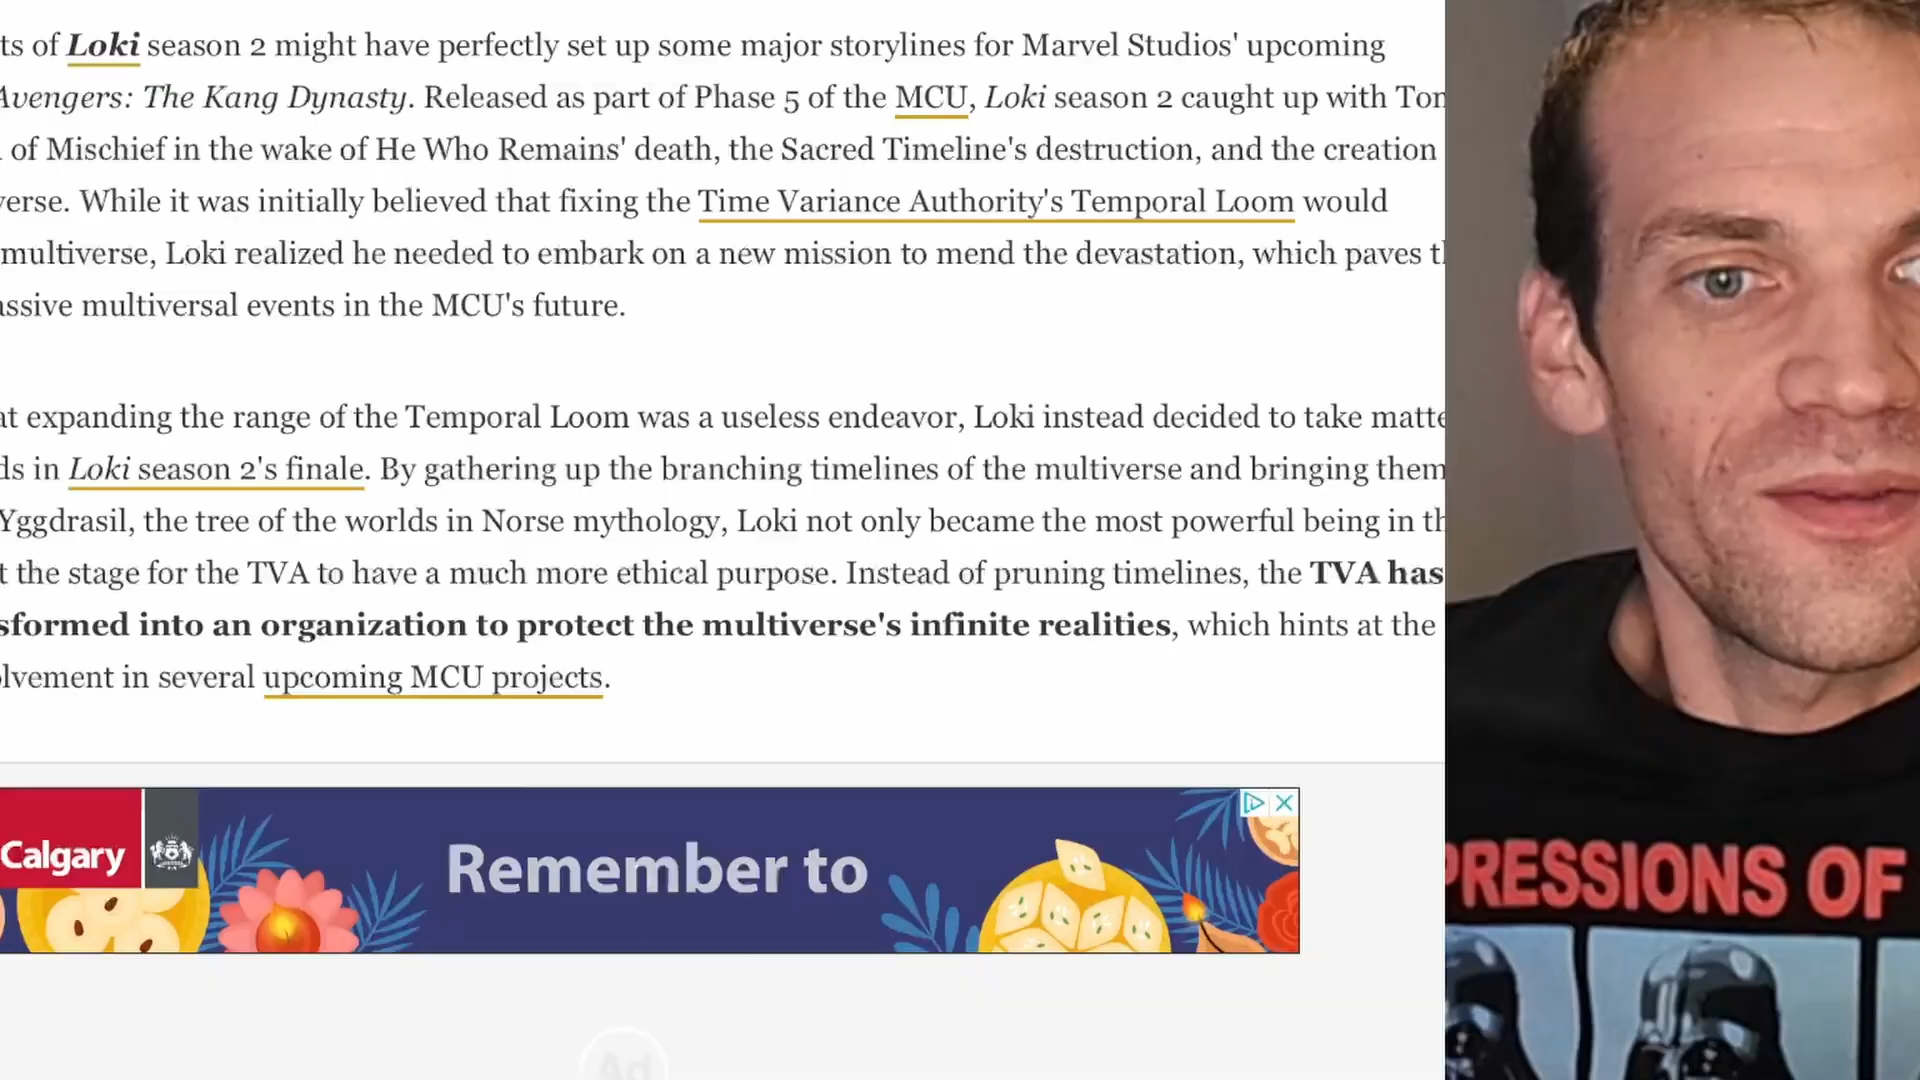 ts of Loki season 2 might have perfectly set up some major storylines for Marvel Studios' upcoming
Avengers: The Kang Dynasty. Released as part of Phase 5 of the MCU, Loki season 2 caught up with Tom
of Mischief in the wake of He Who Remains' death, the Sacred Timeline's destruction, and the creation
verse. While it was initially believed that fixing the Time Variance Authority's Temporal Loom would
multiverse, Loki realized he needed to embark on a new mission to mend the devastation, which paves
assive multiversal events in the MCU's future.
at expanding the range of the Temporal Loom was a useless endeavor, Loki instead decided to take matte
ds in Loki season 2's finale. By gathering up the branching timelines of the multiverse and bringing them
Yggdrasil, the tree of the worlds in Norse mythology, Loki not only became the most powerful being in th
t the stage for the TVA to have a much more ethical purpose. Instead of pruning timelines, the TVA has
sformed into an organization to protect the multiverse's infinite realities, which hints at the
olvement in several upcoming MCU projects.
Calgary
Remember to
PRESSIONS OF
Ad